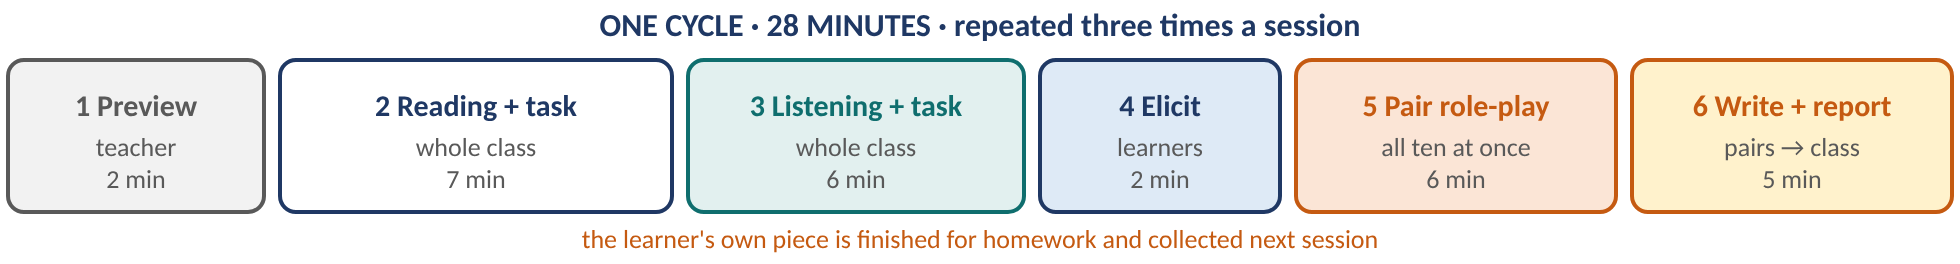 ONE CYCLE · 28 MINUTES · repeated three times a session
1 Preview
teacher
2 min
2 Reading + task
whole class
7 min
3 Listening + task
whole class
6 min
4 Elicit
learners
2 min
5 Pair role-play
all ten at once
6 min
6 Write + report
pairs → class
5 min
the learner's own piece is finished for homework and collected next session